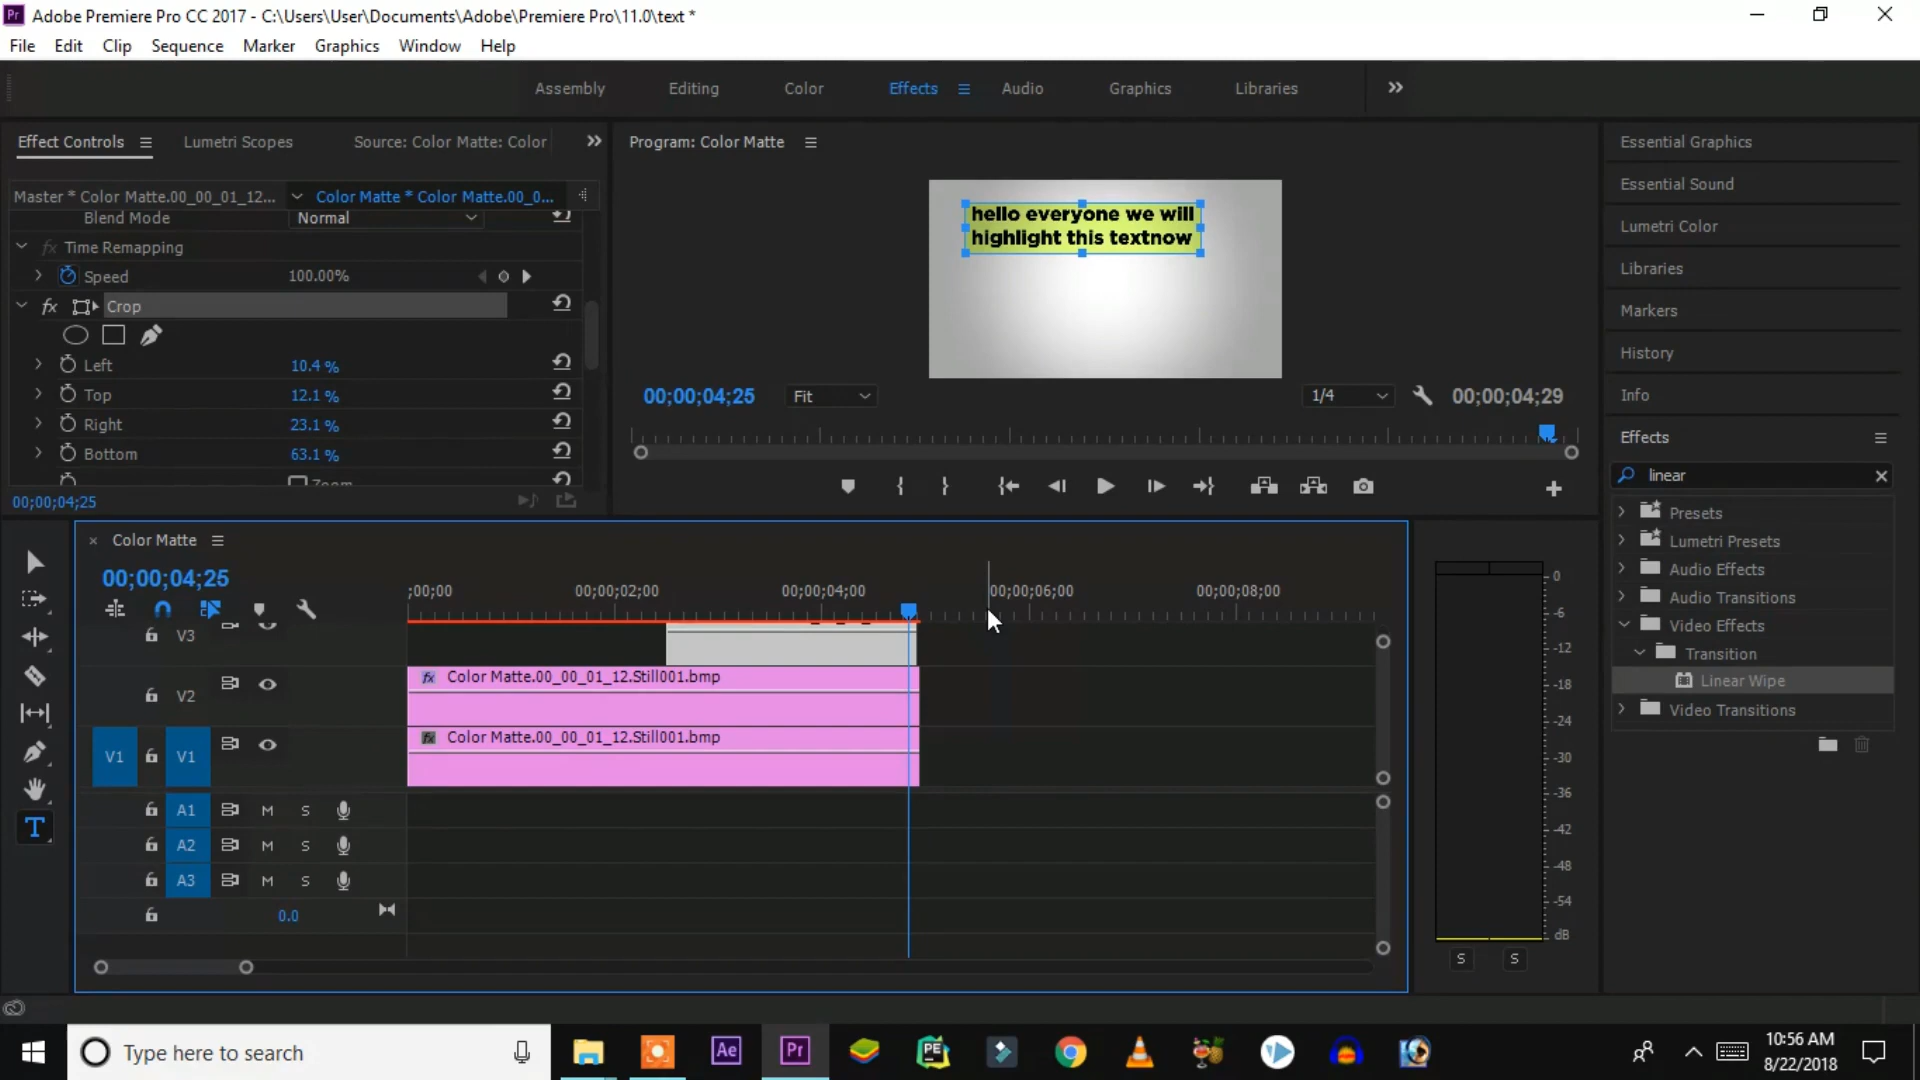 Pr Adobe Premiere Pro CC 2017 - C:\Users\User\Documents\Adobe\Premiere Pro\11.0\text *
File Edit Clip Sequence Marker Graphics Window Help
Assembly Editing Color Effects Audio Graphics Libraries
Effect Controls Lumetri Scopes Source: Color Matte: Color
Program: Color Matte
Master * Color Matte.00_00_01_12... Color Matte * Color Matte.00_0...
Blend Mode Normal
fx Time Remapping
Speed 100.00%
fx Crop
Left 10.4 %
Top 12.1 %
Right 23.1 %
Bottom 63.1 %
Zoom
00;00;04;25
hello everyone we will
highlight this textnow
00;00;04;25 Fit 1/4 00;00;04;29
Essential Graphics
Essential Sound
Lumetri Color
Libraries
Markers
History
Info
Effects
linear
Presets
Lumetri Presets
Audio Effects
Audio Transitions
Video Effects
Transition
Linear Wipe
Video Transitions
Color Matte
00;00;04;25
;00;00 00;00;02;00 00;00;04;00 00;00;06;00 00;00;08;00
V3
V2 fx Color Matte.00_00_01_12.Still001.bmp
V1 V1 fx Color Matte.00_00_01_12.Still001.bmp
A1 M S
A2 M S
A3 M S
0.0
T
0
-6
-12
-18
-24
-30
-36
-42
-48
-54
dB
S S
Type here to search
Ae Pr PE
10:56 AM
8/22/2018